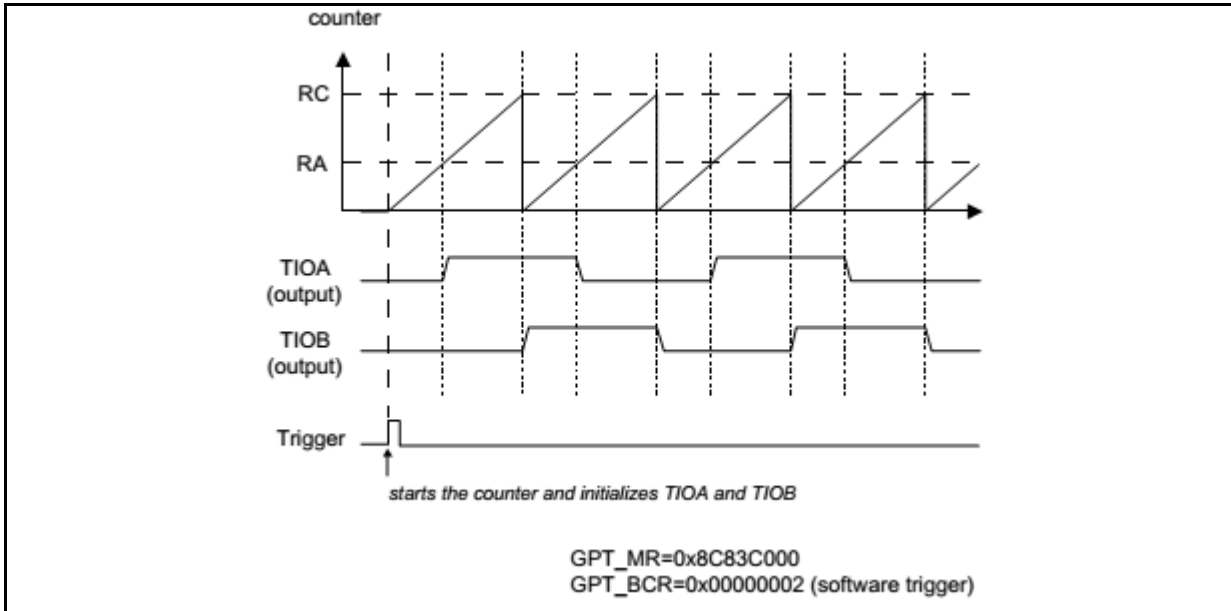 counter
RC
RA
TIOA
(output)
TIOB
(output)
Trigger
starts the counter and initializes TIOA and TIOB
GPT_MR=0x8C83C000
GPT_BCR=0x00000002 (software trigger)